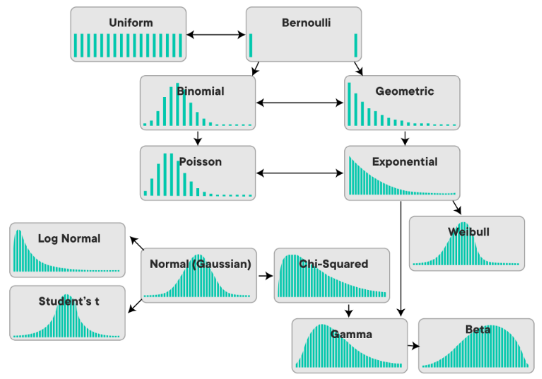 Uniform
Bernoulli
Binomial
Geometric
Poisson
Exponential
Weibull
Log Normal
Normal (Gaussian)
Chi-Squared
Student's t
Gamma
Beta